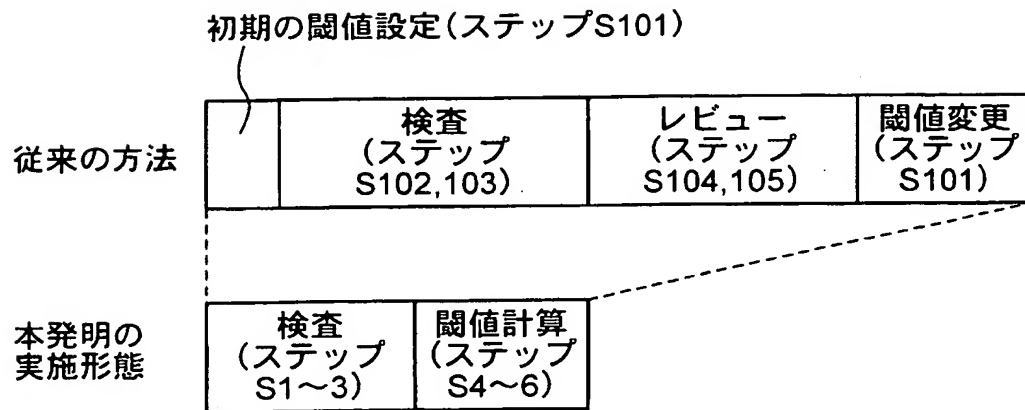 初期の閾値設定(ステップS101)
従来の方法
検査
(ステップ
S102,103)
レビュー
(ステップ
S104,105)
閾値変更
(ステップ
S101)
本発明の
実施形態
検査
(ステップ
S1～3)
閾値計算
(ステップ
S4～6)